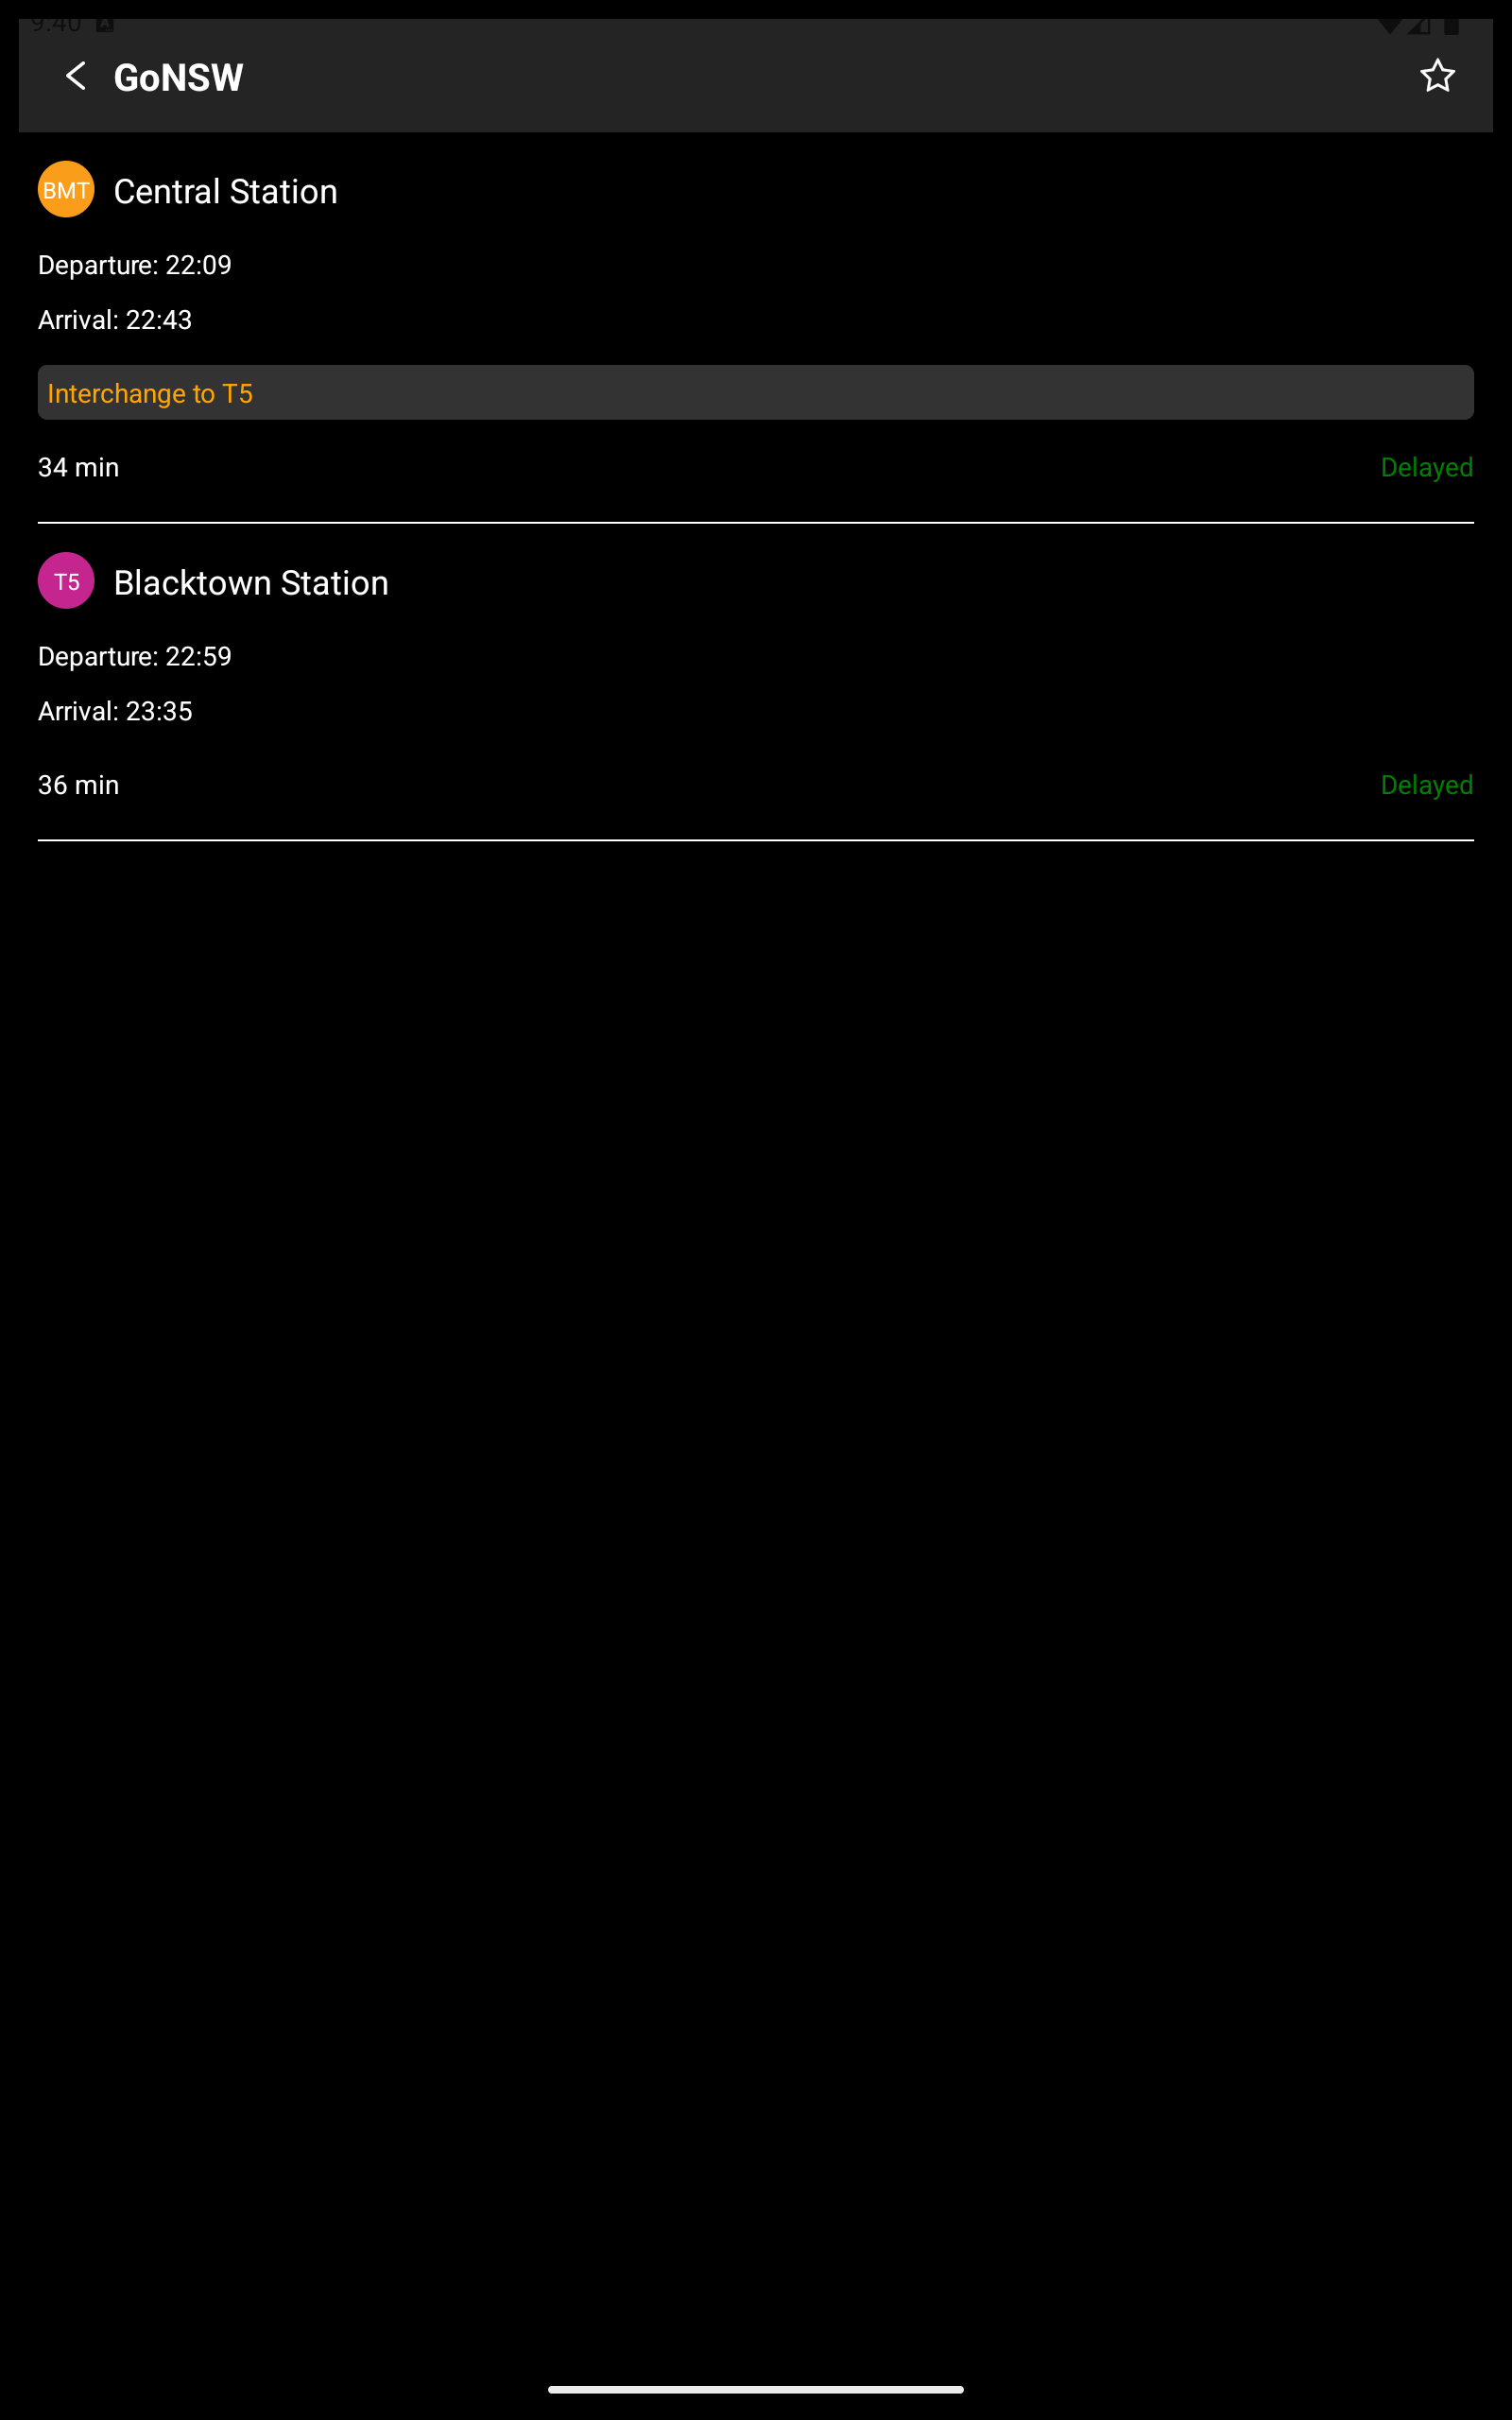 9:40
GoNSW
BMT Central Station
Departure: 22:09
Arrival: 22:43
Interchange to T5
34 min Delayed
T5 Blacktown Station
Departure: 22:59
Arrival: 23:35
36 min Delayed